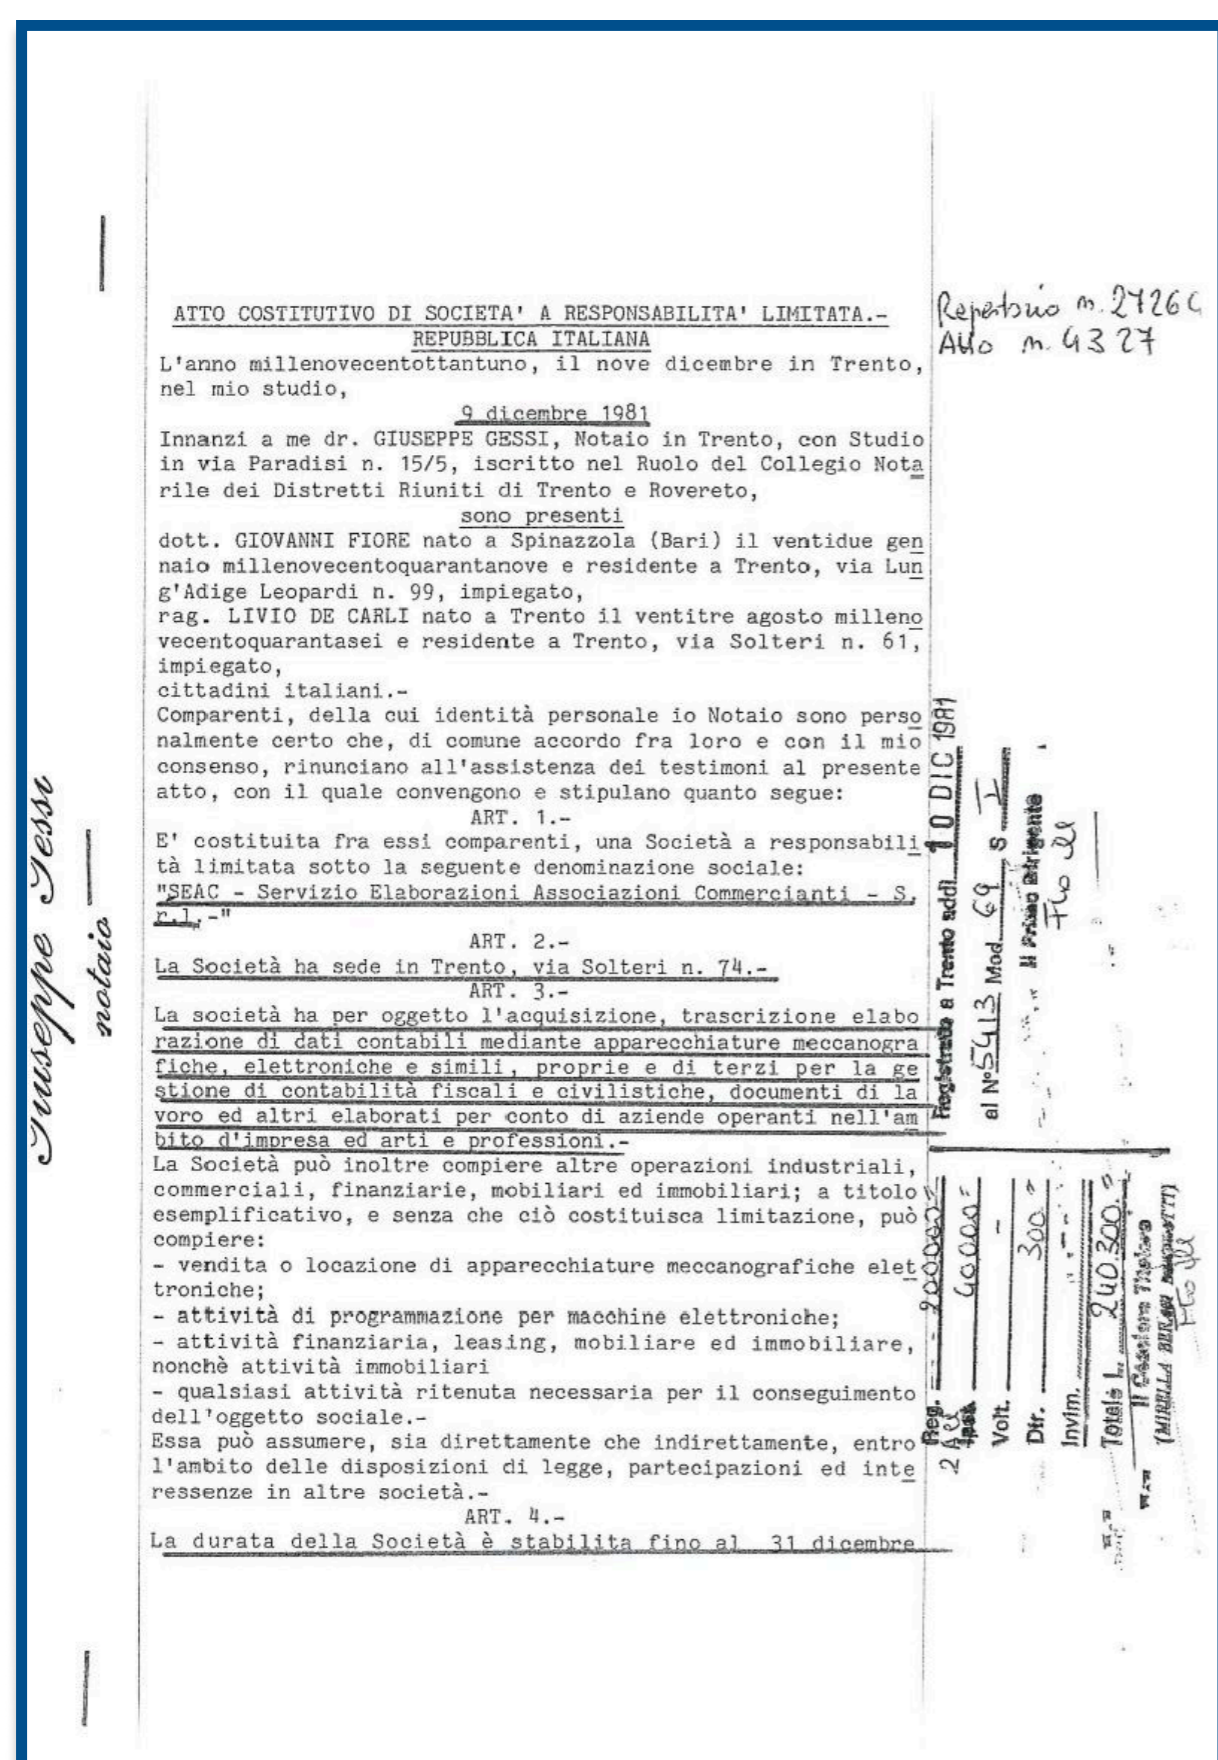 ATTO COSTITUTIVO DI SOCIETA' A RESPONSABILITA' LIMITATA.-
REPUBBLICA ITALIANA
L'anno millenovecentottantuno, il nove dicembre in Trento,
nel mio studio,
9 dicembre 1981
Innanzi a me dr. GIUSEPPE GESSI, Notaio in Trento, con Studio
in via Paradisi n. 15/5, iscritto nel Ruolo del Collegio Nota
rile dei Distretti Riuniti di Trento e Rovereto,
sono presenti
dott. GIOVANNI FIORE nato a Spinazzola (Bari) il ventidue gen
naio millenovecentoquarantanove e residente a Trento, via Lun
g'Adige Leopardi n. 99, impiegato,
rag. LIVIO DE CARLI nato a Trento il ventitre agosto milleno
vecentoquarantasei e residente a Trento, via Solteri n. 61,
impiegato,
cittadini italiani.-
Comparenti, della cui identità personale io Notaio sono perso
nalmente certo che, di comune accordo fra loro e con il mio
consenso, rinunciano all'assistenza dei testimoni al presente
atto, con il quale convengono e stipulano quanto segue:
ART. 1.-
E' costituita fra essi comparenti, una Società a responsabili
tà limitata sotto la seguente denominazione sociale:
"SEAC - Servizio Elaborazioni Associazioni Commercianti - S.
r.l.-"
ART. 2.-
La Società ha sede in Trento, via Solteri n. 74.-
ART. 3.-
La società ha per oggetto l'acquisizione, trascrizione elabo
razione di dati contabili mediante apparecchiature meccanogra
fiche, elettroniche e simili, proprie e di terzi per la ge
stione di contabilità fiscali e civilistiche, documenti di la
voro ed altri elaborati per conto di aziende operanti nell'am
bito d'impresa ed arti e professioni.-
La Società può inoltre compiere altre operazioni industriali,
commerciali, finanziarie, mobiliari ed immobiliari; a titolo
esemplificativo, e senza che ciò costituisca limitazione, può
compiere:
- vendita o locazione di apparecchiature meccanografiche elet
troniche;
- attività di programmazione per macchine elettroniche;
- attività finanziaria, leasing, mobiliare ed immobiliare,
nonchè attività immobiliari
- qualsiasi attività ritenuta necessaria per il conseguimento
dell'oggetto sociale.-
Essa può assumere, sia direttamente che indirettamente, entro
l'ambito delle disposizioni di legge, partecipazioni ed inte
ressenze in altre società.-
ART. 4.-
La durata della Società è stabilita fino al 31 dicembre
Repertorio n.
Atto n. 4327
Giuseppe Gessi
notaio
Registrato a Trento addì 10 DIC 1981
al N° 5413 Mod. 69 S I
Il Primo Dirigente
Reg. 200000=
40000=
Volt. -
Dir. 300=
Invim.
Totale L. 240.300=
Il Cassiere Titolare
(MIRELLA